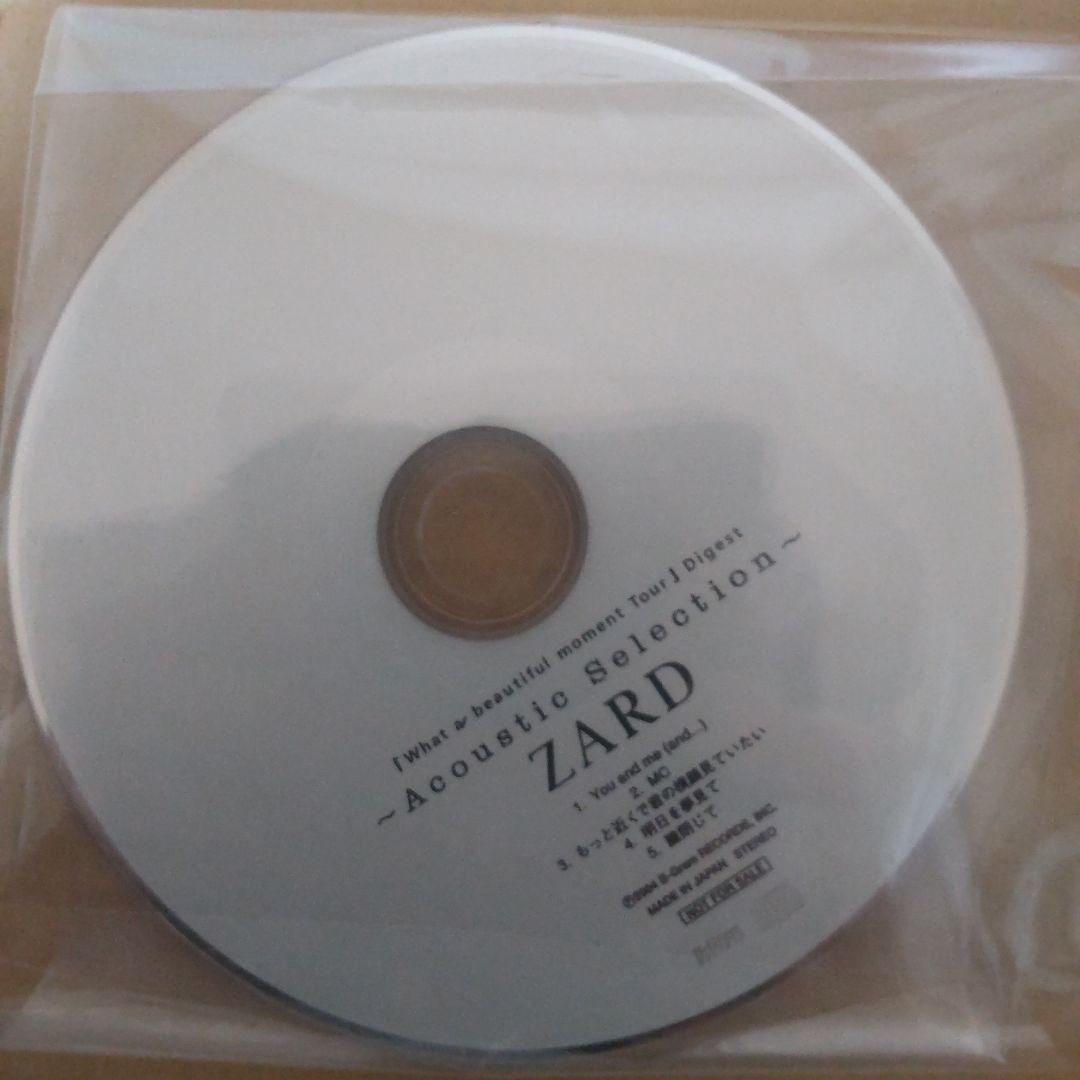 「What a beautiful moment Tour」Digest
~Acoustic Selection~
ZARD
1. You and me (and...)
2. MC
3. もっと近くで君の横顔見ていたい
4. 明日を夢見て
5. 瞳閉じて
℗2004 B-Gram RECORDS, INC.
MADE IN JAPAN STEREO
NOT FOR SALE